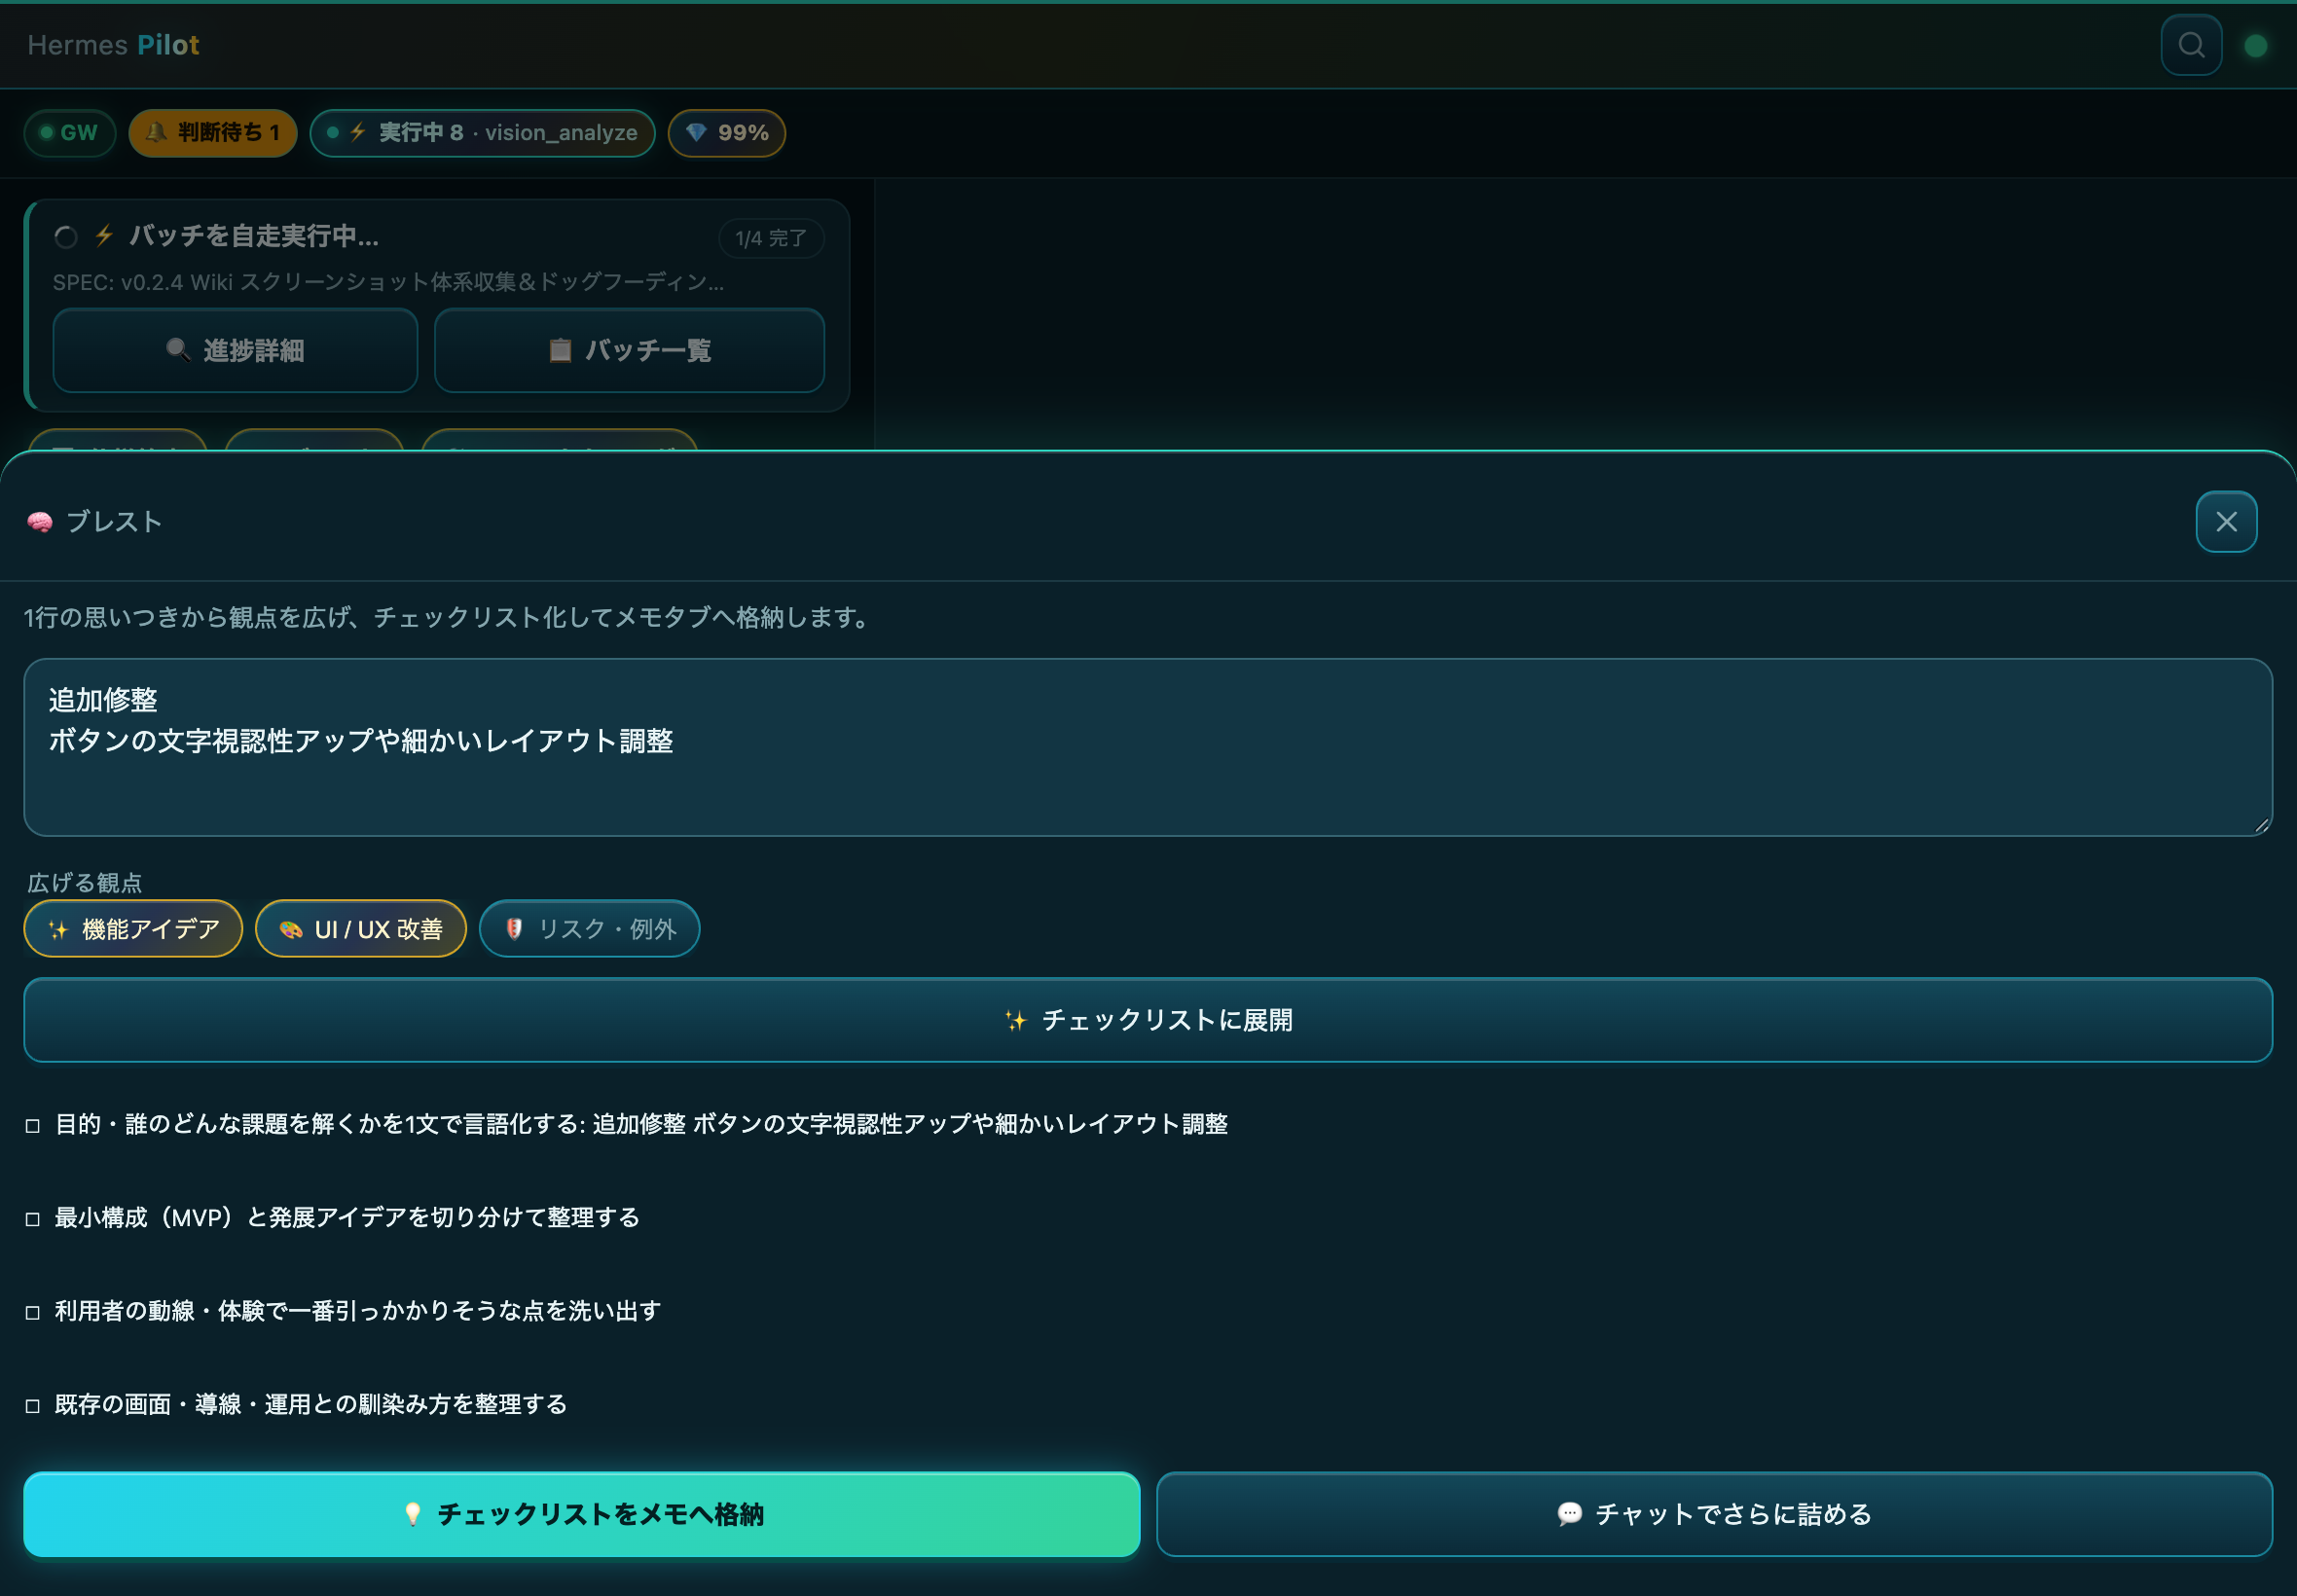 Hermes Pilot
GW
判断待ち 1
実行中 8 · vision_analyze
99%
バッチを自走実行中...
1/4 完了
SPEC: v0.2.4 Wiki スクリーンショット体系収集＆ドッグフーディン...
進捗詳細
バッチ一覧
ブレスト
1行の思いつきから観点を広げ、チェックリスト化してメモタブへ格納します。
追加修整
ボタンの文字視認性アップや細かいレイアウト調整
広げる観点
機能アイデア
UI / UX 改善
リスク・例外
チェックリストに展開
目的・誰のどんな課題を解くかを1文で言語化する: 追加修整 ボタンの文字視認性アップや細かいレイアウト調整
最小構成（MVP）と発展アイデアを切り分けて整理する
利用者の動線・体験で一番引っかかりそうな点を洗い出す
既存の画面・導線・運用との馴染み方を整理する
チェックリストをメモへ格納
チャットでさらに詰める